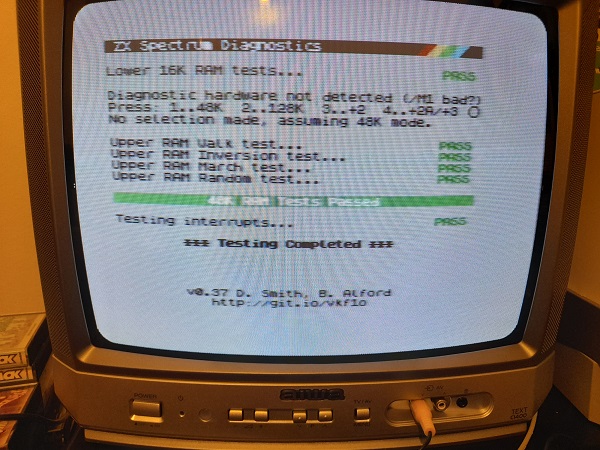 ZX Spectrum Diagnostics
Lower 16K RAM tests... PASS
Diagnostic hardware not detected (/M1 bad?)
Press: 1..48K 2..128K 3..+2 4..+2A/+3 O
No selection made, assuming 48K mode.
Upper RAM Walk test... PASS
Upper RAM Inversion test... PASS
Upper RAM March test... PASS
Upper RAM Random test... PASS
48K RAM Tests Passed
Testing interrupts... PASS
*** Testing Completed ***
v0.37 D. Smith, B. Alford
http://git.io/vkf1o
aiwa
POWER
TEXT